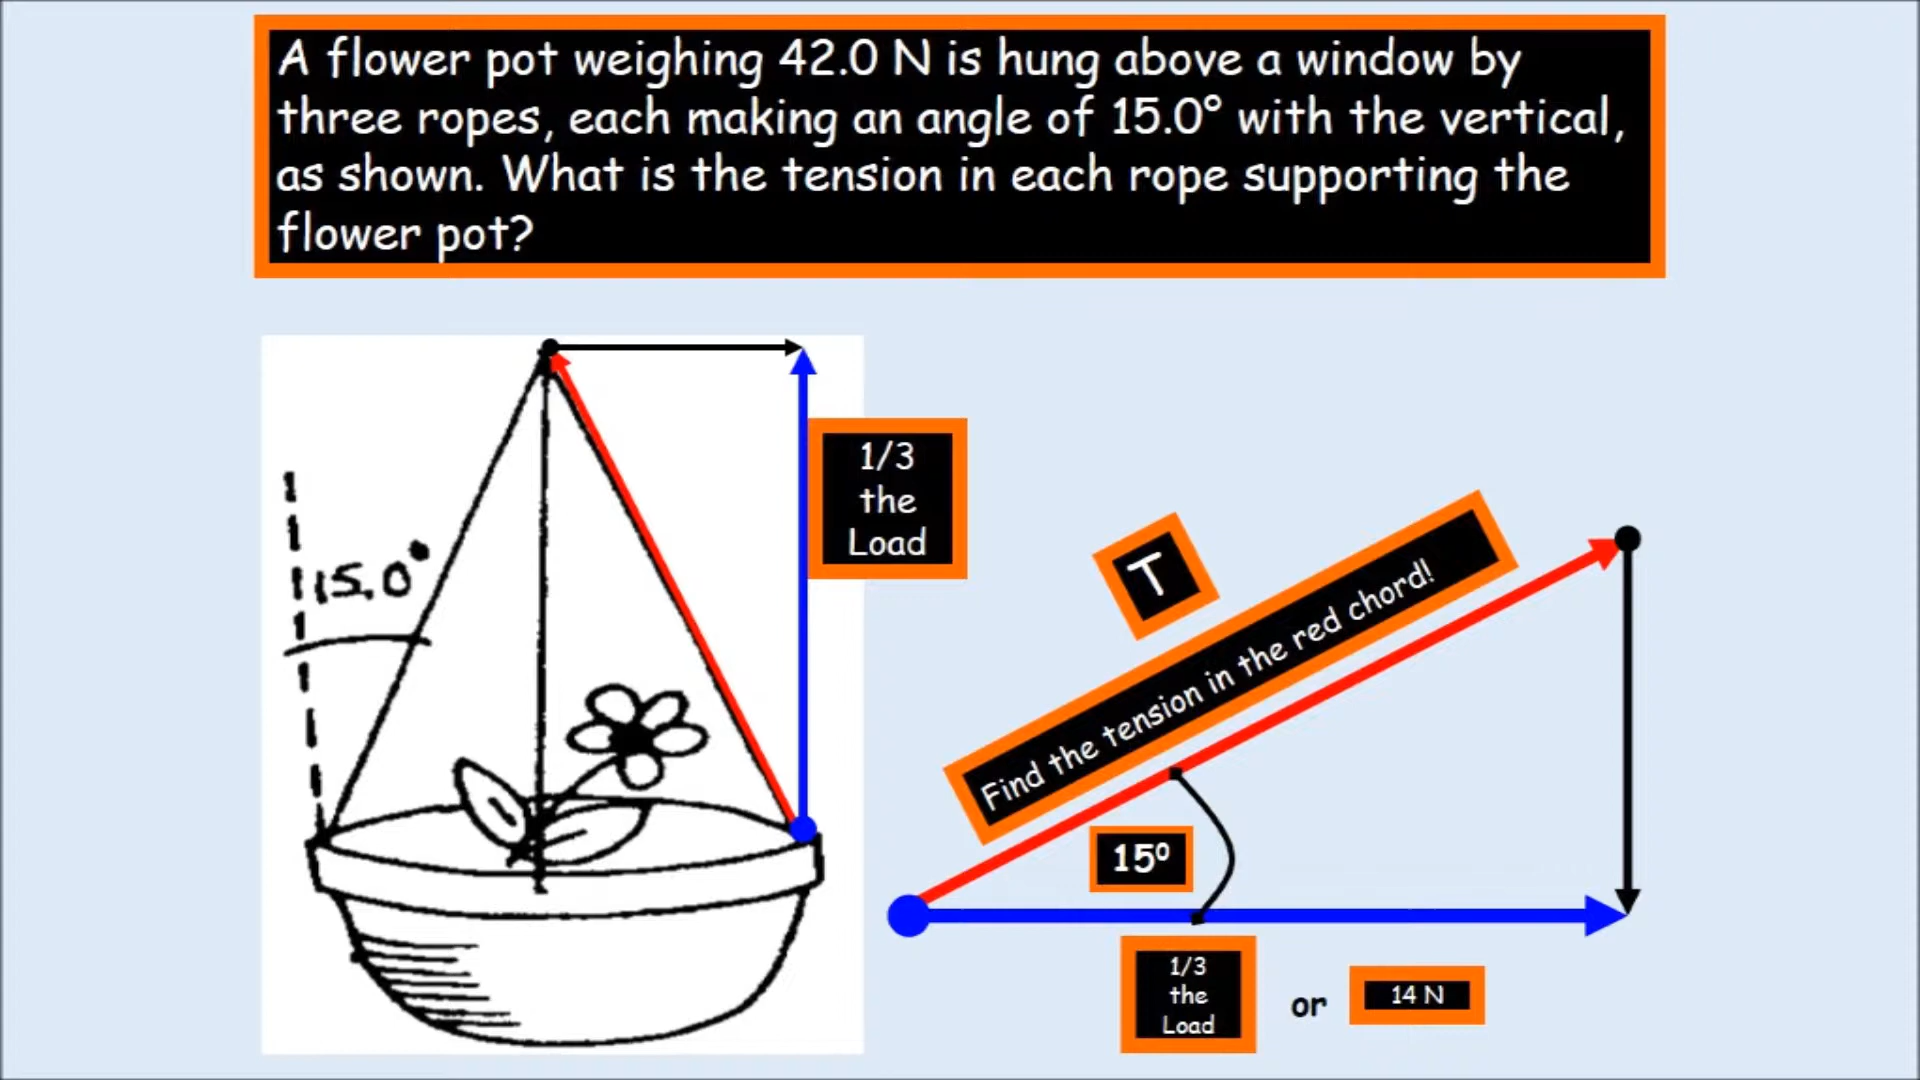 A flower pot weighing 42.0 N is hung above a window by
three ropes, each making an angle of 15.0° with the vertical,
as shown. What is the tension in each rope supporting the
flower pot?
1/3
the
Load
15.0°
T
Find the tension in the red chord!
15º
1/3
the
Load
or
14 N